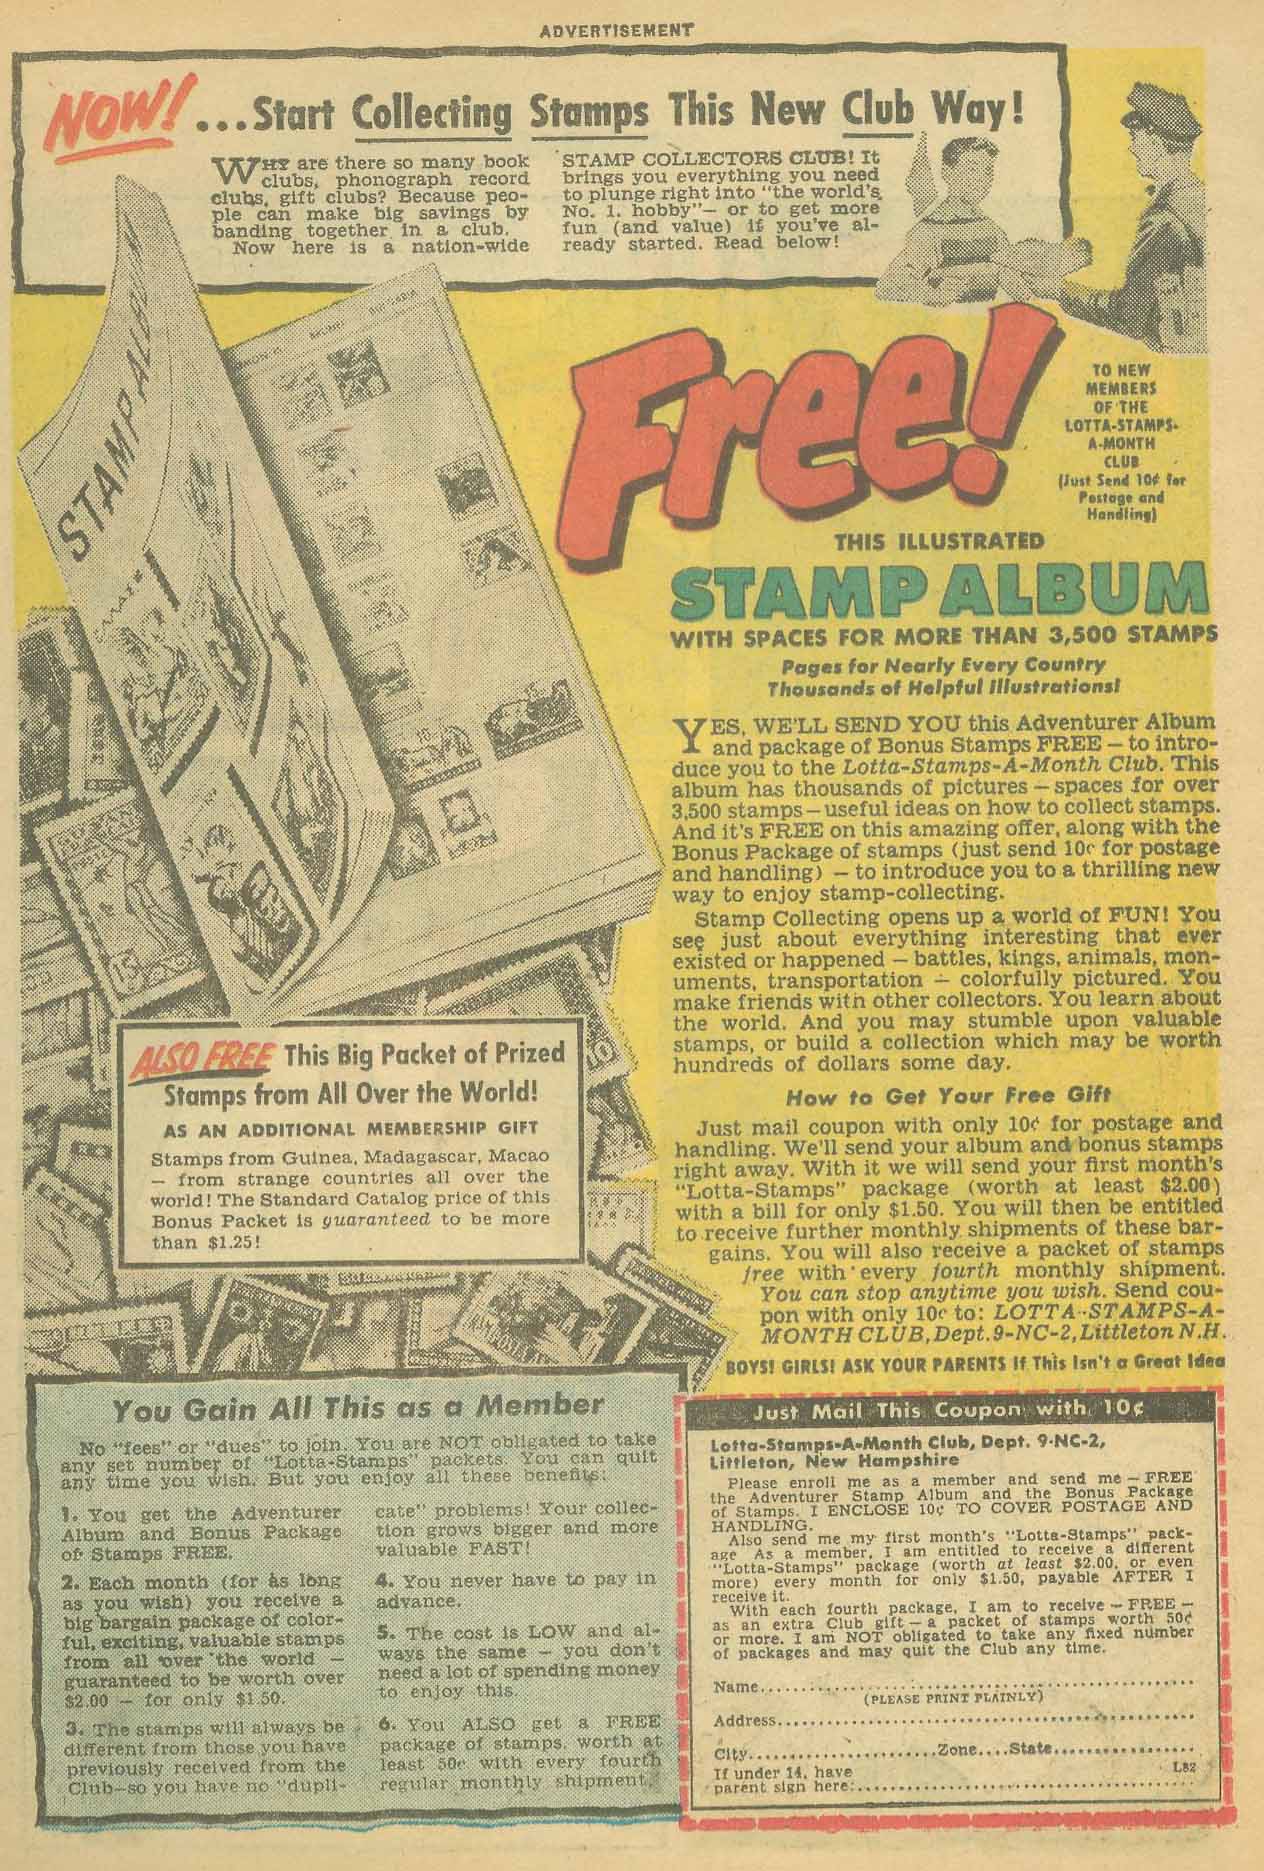 ADVERTISEMENT
NOW! ...Start Collecting Stamps This New Club Way!
WHY are there so many book
clubs, phonograph record
clubs, gift clubs? Because peo-
ple can make big savings by
banding together in a club.
Now here is a nation-wide
STAMP COLLECTORS CLUB! It
brings you everything you need
to plunge right into "the world's
No. 1. hobby"— or to get more
fun (and value) if you've al-
ready started. Read below!
STAMP ALBUM
STAMP ALBUM
Free!
TO NEW
MEMBERS
OF THE
LOTTA-STAMPS-
A-MONTH
CLUB
(Just Send 10¢ for
Postage and
Handling)
THIS ILLUSTRATED
STAMP ALBUM
WITH SPACES FOR MORE THAN 3,500 STAMPS
Pages for Nearly Every Country
Thousands of Helpful Illustrations!
YES, WE'LL SEND YOU this Adventurer Album
and package of Bonus Stamps FREE — to intro-
duce you to the Lotta-Stamps-A-Month Club. This
album has thousands of pictures — spaces for over
3,500 stamps — useful ideas on how to collect stamps.
And it's FREE on this amazing offer, along with the
Bonus Package of stamps (just send 10¢ for postage
and handling) — to introduce you to a thrilling new
way to enjoy stamp-collecting.
Stamp Collecting opens up a world of FUN! You
see just about everything interesting that ever
existed or happened — battles, kings, animals, mon-
uments, transportation — colorfully pictured. You
make friends with other collectors. You learn about
the world. And you may stumble upon valuable
stamps, or build a collection which may be worth
hundreds of dollars some day.
How to Get Your Free Gift
Just mail coupon with only 10¢ for postage and
handling. We'll send your album and bonus stamps
right away. With it we will send your first month's
"Lotta-Stamps" package (worth at least $2.00)
with a bill for only $1.50. You will then be entitled
to receive further monthly shipments of these bar-
gains. You will also receive a packet of stamps
free with every fourth monthly shipment.
You can stop anytime you wish. Send cou-
pon with only 10¢ to: LOTTA-STAMPS-A-
MONTH CLUB, Dept. 9-NC-2, Littleton N.H.
BOYS! GIRLS! ASK YOUR PARENTS If This Isn't a Great Idea
ALSO FREE This Big Packet of Prized
Stamps from All Over the World!
AS AN ADDITIONAL MEMBERSHIP GIFT
Stamps from Guinea, Madagascar, Macao
— from strange countries all over the
world! The Standard Catalog price of this
Bonus Packet is guaranteed to be more
than $1.25!
You Gain All This as a Member
No "fees" or "dues" to join. You are NOT obligated to take
any set number of "Lotta-Stamps" packets. You can quit
any time you wish. But you enjoy all these benefits:
1. You get the Adventurer
Album and Bonus Package
of Stamps FREE.
2. Each month (for as long
as you wish) you receive a
big bargain package of color-
ful, exciting, valuable stamps
from all over the world —
guaranteed to be worth over
$2.00 — for only $1.50.
3. The stamps will always be
different from those you have
previously received from the
Club—so you have no "dupli-
cate" problems! Your collec-
tion grows bigger and more
valuable FAST!
4. You never have to pay in
advance.
5. The cost is LOW and al-
ways the same — you don't
need a lot of spending money
to enjoy this.
6. You ALSO get a FREE
package of stamps, worth at
least 50¢ with every fourth
regular monthly shipment.
Just Mail This Coupon with 10¢
Lotta-Stamps-A-Month Club, Dept. 9-NC-2,
Littleton, New Hampshire
Please enroll me as a member and send me — FREE
the Adventurer Stamp Album and the Bonus Package
of Stamps. I ENCLOSE 10¢ TO COVER POSTAGE AND
HANDLING.
Also send me my first month's "Lotta-Stamps" pack-
age As a member, I am entitled to receive a different
"Lotta-Stamps" package (worth at least $2.00, or even
more) every month for only $1.50, payable AFTER I
receive it.
With each fourth package, I am to receive — FREE —
as an extra Club gift — a packet of stamps worth 50¢
or more. I am NOT obligated to take any fixed number
of packages and may quit the Club any time.
Name
(PLEASE PRINT PLAINLY)
Address
City Zone State
If under 14, have L82
parent sign here: